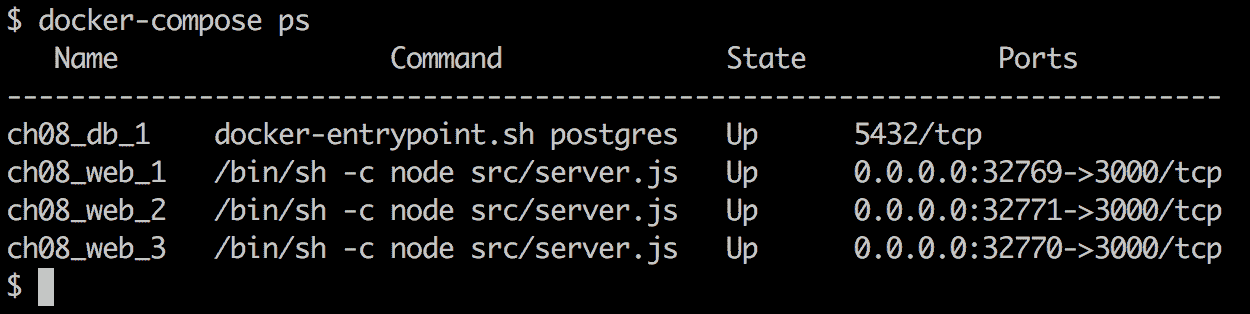 $ docker-compose ps
Name Command State Ports
--------------------------------------------------------------------------------
ch08_db_1 docker-entrypoint.sh postgres Up 5432/tcp
ch08_web_1 /bin/sh -c node src/server.js Up 0.0.0.0:32769->3000/tcp
ch08_web_2 /bin/sh -c node src/server.js Up 0.0.0.0:32771->3000/tcp
ch08_web_3 /bin/sh -c node src/server.js Up 0.0.0.0:32770->3000/tcp
$